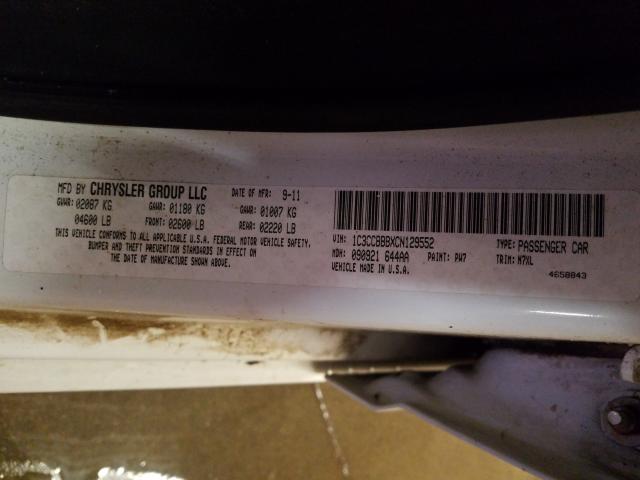 MFD BY CHRYSLER GROUP LLC DATE OF MFR: 9-11
GVWR: 02087 KG GAWR: 01180 KG GAWR: 01007 KG
04600 LB FRONT: 02600 LB REAR: 02220 LB
THIS VEHICLE CONFORMS TO ALL APPLICABLE U.S.A. FEDERAL MOTOR VEHICLE SAFETY,
BUMPER AND THEFT PREVENTION STANDARDS IN EFFECT ON
THE DATE OF MANUFACTURE SHOWN ABOVE.
VIN: 1C3CCBBBXCN129552 TYPE: PASSENGER CAR
MDH: 090921 644AA PAINT: PW7 TRIM: M7XL
VEHICLE MADE IN U.S.A.
4658843